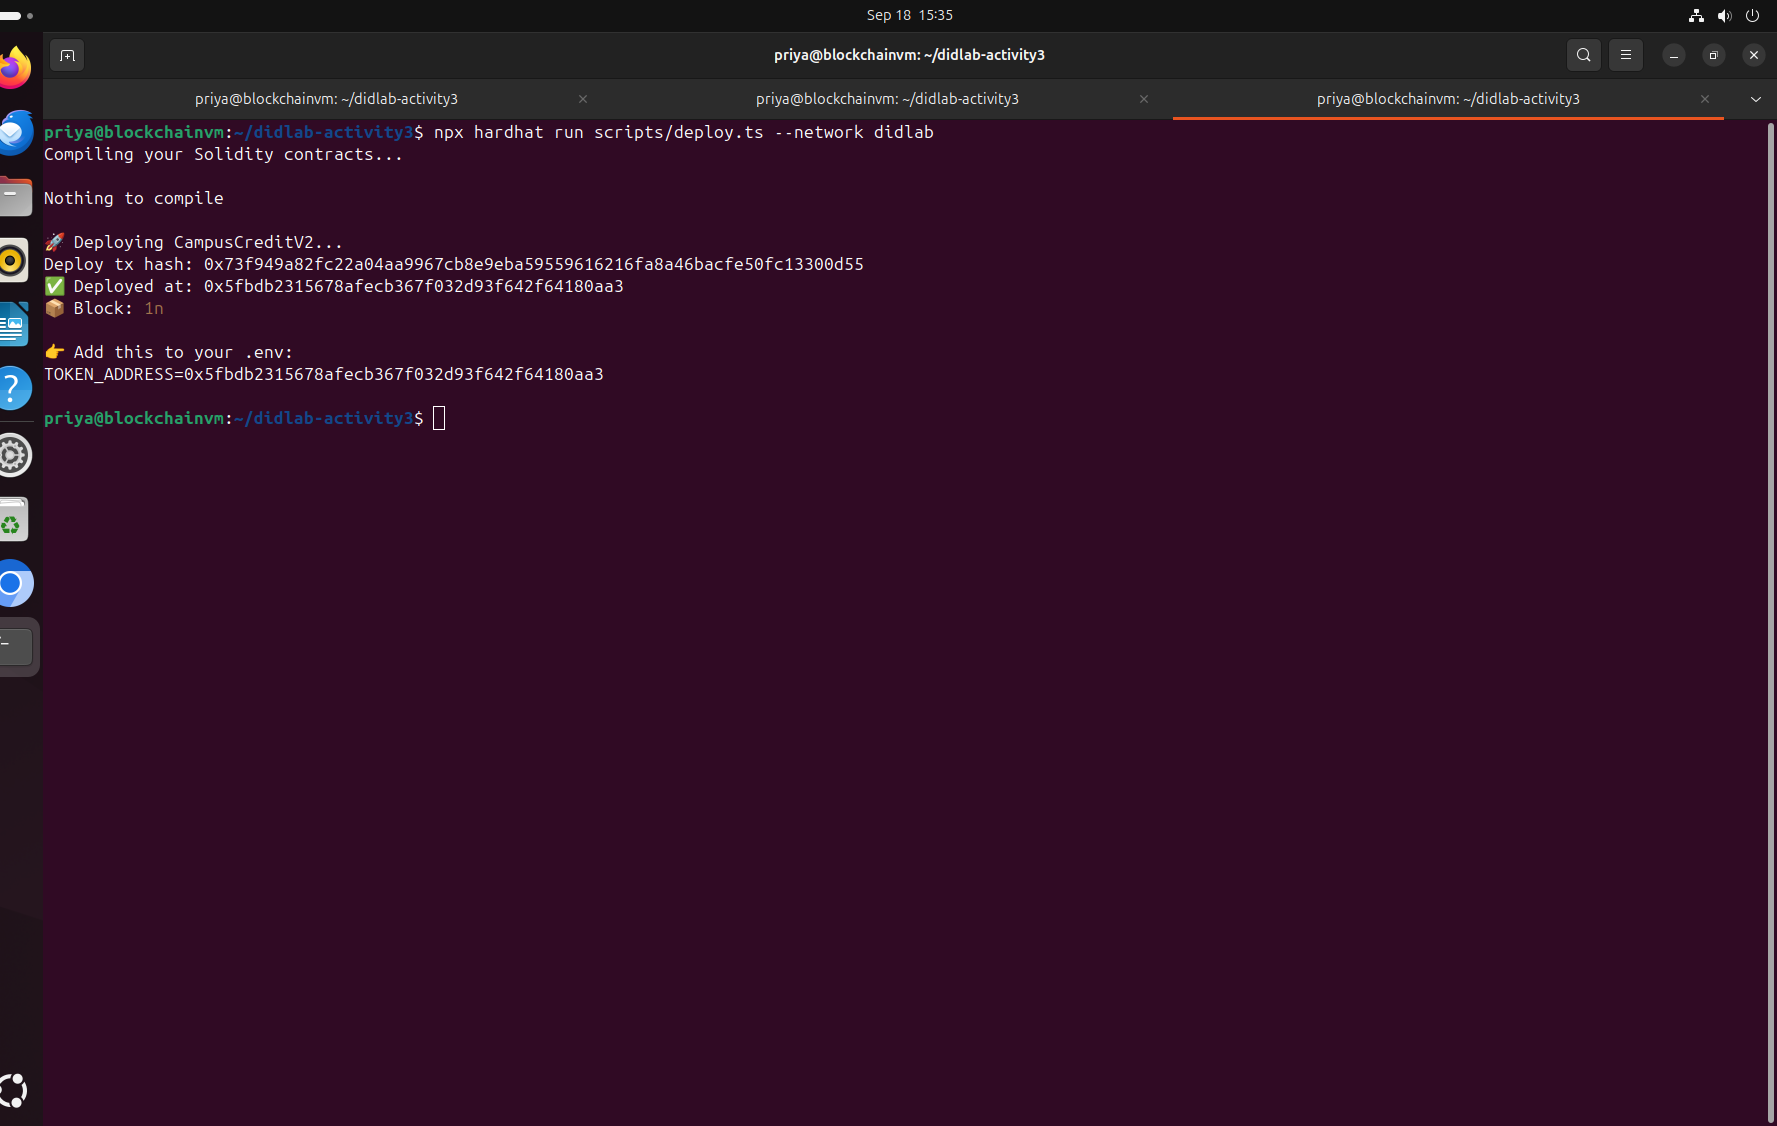 Sep 18 15:35
priya@blockchainvm: ~/didlab-activity3
priya@blockchainvm: ~/didlab-activity3
priya@blockchainvm: ~/didlab-activity3
priya@blockchainvm: ~/didlab-activity3
priya@blockchainvm:~/didlab-activity3$ npx hardhat run scripts/deploy.ts --network didlab
Compiling your Solidity contracts...
Nothing to compile
🚀 Deploying CampusCreditV2...
Deploy tx hash: 0x73f949a82fc22a04aa9967cb8e9eba59559616216fa8a46bacfe50fc13300d55
✅ Deployed at: 0x5fbdb2315678afecb367f032d93f642f64180aa3
📦 Block: 1n
👉 Add this to your .env:
TOKEN_ADDRESS=0x5fbdb2315678afecb367f032d93f642f64180aa3
priya@blockchainvm:~/didlab-activity3$